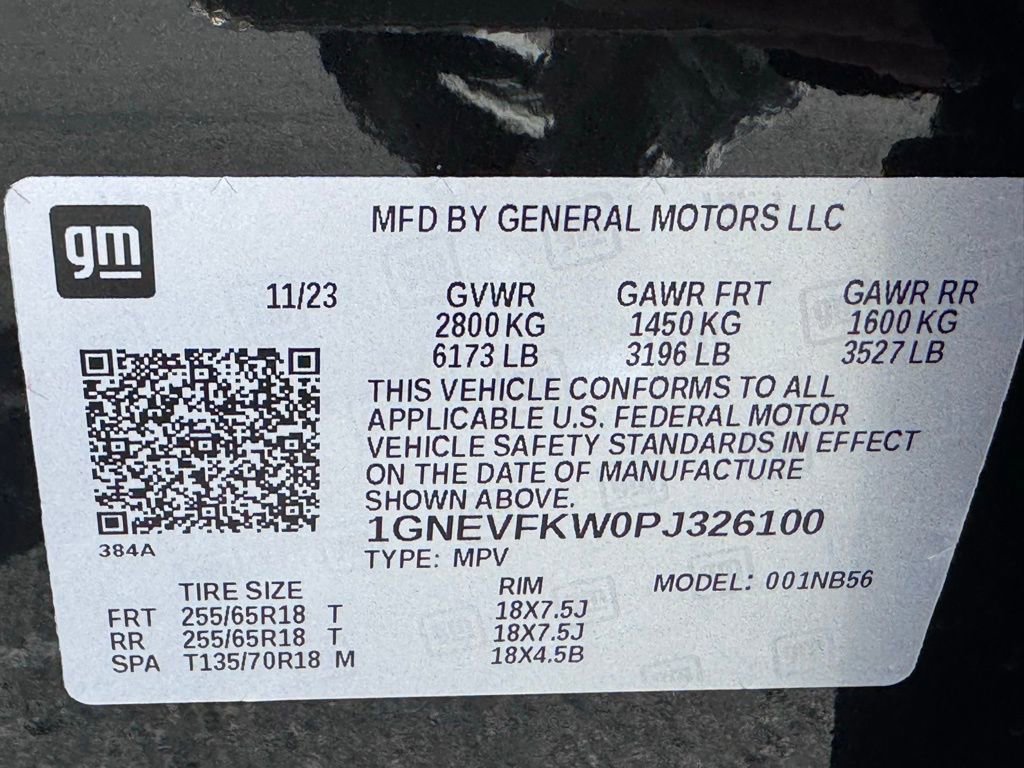 gm
MFD BY GENERAL MOTORS LLC
11/23 GVWR GAWR FRT GAWR RR
2800 KG 1450 KG 1600 KG
6173 LB 3196 LB 3527 LB
THIS VEHICLE CONFORMS TO ALL
APPLICABLE U.S. FEDERAL MOTOR
VEHICLE SAFETY STANDARDS IN EFFECT
ON THE DATE OF MANUFACTURE
SHOWN ABOVE.
1GNEVFKW0PJ326100
384A
TYPE: MPV
TIRE SIZE RIM MODEL: 001NB56
FRT 255/65R18 T 18X7.5J
RR 255/65R18 T 18X7.5J
SPA T135/70R18 M 18X4.5B